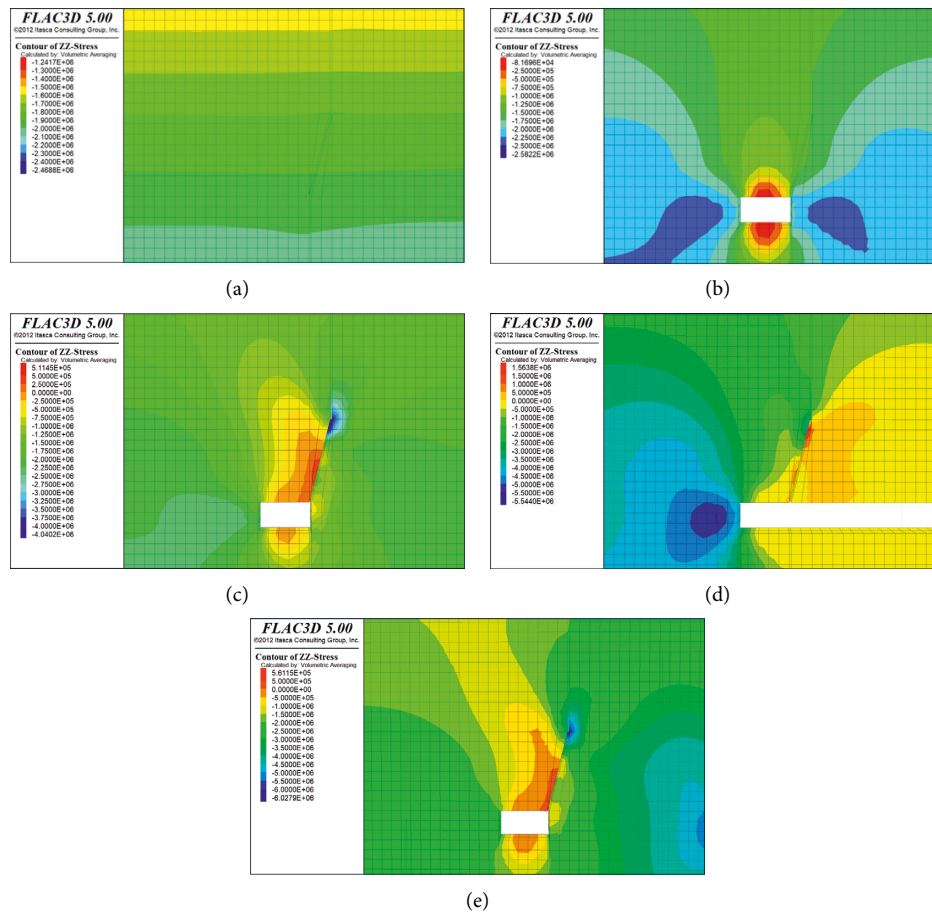 FLAC3D 5.00
©2012 Itasca Consulting Group, Inc.
Contour of ZZ-Stress
Calculated by: Volumetric Averaging
-1.2417E+06
-1.3000E+06
-1.4000E+06
-1.5000E+06
-1.6000E+06
-1.7000E+06
-1.8000E+06
-1.9000E+06
-2.0000E+06
-2.1000E+06
-2.2000E+06
-2.3000E+06
-2.4000E+06
-2.4688E+06
(a)
FLAC3D 5.00
©2012 Itasca Consulting Group, Inc.
Contour of ZZ-Stress
Calculated by: Volumetric Averaging
-8.1696E+04
-2.5000E+05
-5.0000E+05
-7.5000E+05
-1.0000E+06
-1.2500E+06
-1.5000E+06
-1.7500E+06
-2.0000E+06
-2.2500E+06
-2.5000E+06
-2.5822E+06
(b)
FLAC3D 5.00
©2012 Itasca Consulting Group, Inc.
Contour of ZZ-Stress
Calculated by: Volumetric Averaging
5.1145E+05
5.0000E+05
2.5000E+05
0.0000E+00
-2.5000E+05
-5.0000E+05
-7.5000E+05
-1.0000E+06
-1.2500E+06
-1.5000E+06
-1.7500E+06
-2.0000E+06
-2.2500E+06
-2.5000E+06
-2.7500E+06
-3.0000E+06
-3.2500E+06
-3.5000E+06
-3.7500E+06
-4.0000E+06
-4.0402E+06
(c)
FLAC3D 5.00
©2012 Itasca Consulting Group, Inc.
Contour of ZZ-Stress
Calculated by: Volumetric Averaging
1.5638E+06
1.5000E+06
1.0000E+06
5.0000E+05
0.0000E+00
-5.0000E+05
-1.0000E+06
-1.5000E+06
-2.0000E+06
-2.5000E+06
-3.0000E+06
-3.5000E+06
-4.0000E+06
-4.5000E+06
-5.0000E+06
-5.5000E+06
-5.5440E+06
(d)
FLAC3D 5.00
©2012 Itasca Consulting Group, Inc.
Contour of ZZ-Stress
Calculated by: Volumetric Averaging
5.6115E+05
5.0000E+05
0.0000E+00
-5.0000E+05
-1.0000E+06
-1.5000E+06
-2.0000E+06
-2.5000E+06
-3.0000E+06
-3.5000E+06
-4.0000E+06
-4.5000E+06
-5.0000E+06
-5.5000E+06
-6.0000E+06
-6.0279E+06
(e)